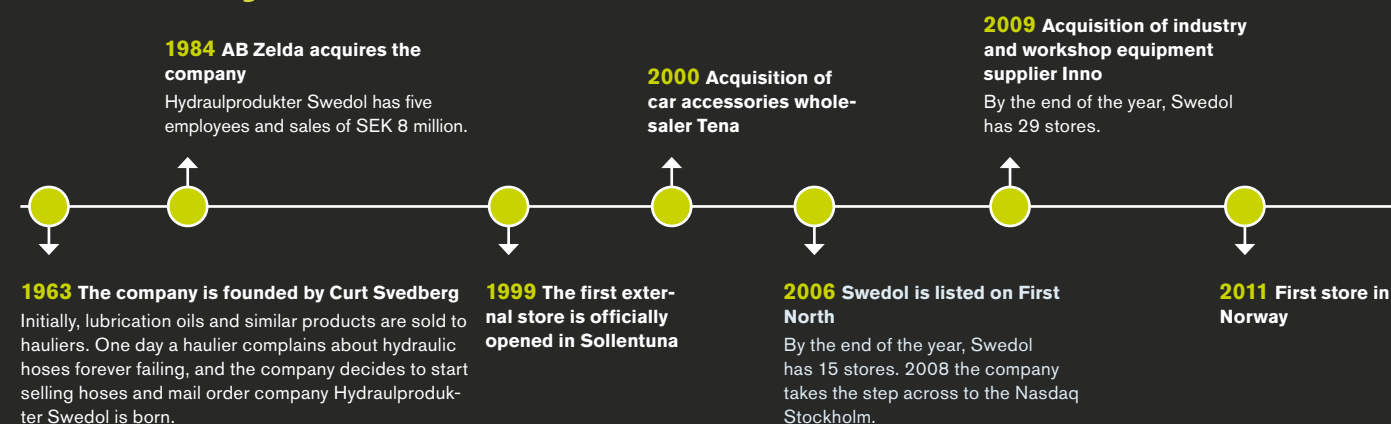 1984 AB Zelda acquires the
company
Hydraulprodukter Swedol has five
employees and sales of SEK 8 million.
2000 Acquisition of
car accessories whole-
saler Tena
2009 Acquisition of industry
and workshop equipment
supplier Inno
By the end of the year, Swedol
has 29 stores.
1963 The company is founded by Curt Svedberg
Initially, lubrication oils and similar products are sold to
hauliers. One day a haulier complains about hydraulic
hoses forever failing, and the company decides to start
selling hoses and mail order company Hydraulproduk-
ter Swedol is born.
1999 The first exter-
nal store is officially
opened in Sollentuna
2006 Swedol is listed on First
North
By the end of the year, Swedol
has 15 stores. 2008 the company
takes the step across to the Nasdaq
Stockholm.
2011 First store in
Norway